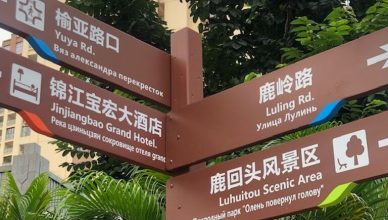 榆亚路口
Yuya Rd.
Вяз александра перекресток
锦江宝宏大酒店
Jinjiangbao Grand Hotel
Река цзиньцзян сокровище отеля grand
鹿岭路
Luling Rd.
Улица Лулинь
鹿回头风景区
Luhuitou Scenic Area
парк "Олень повернул голову"